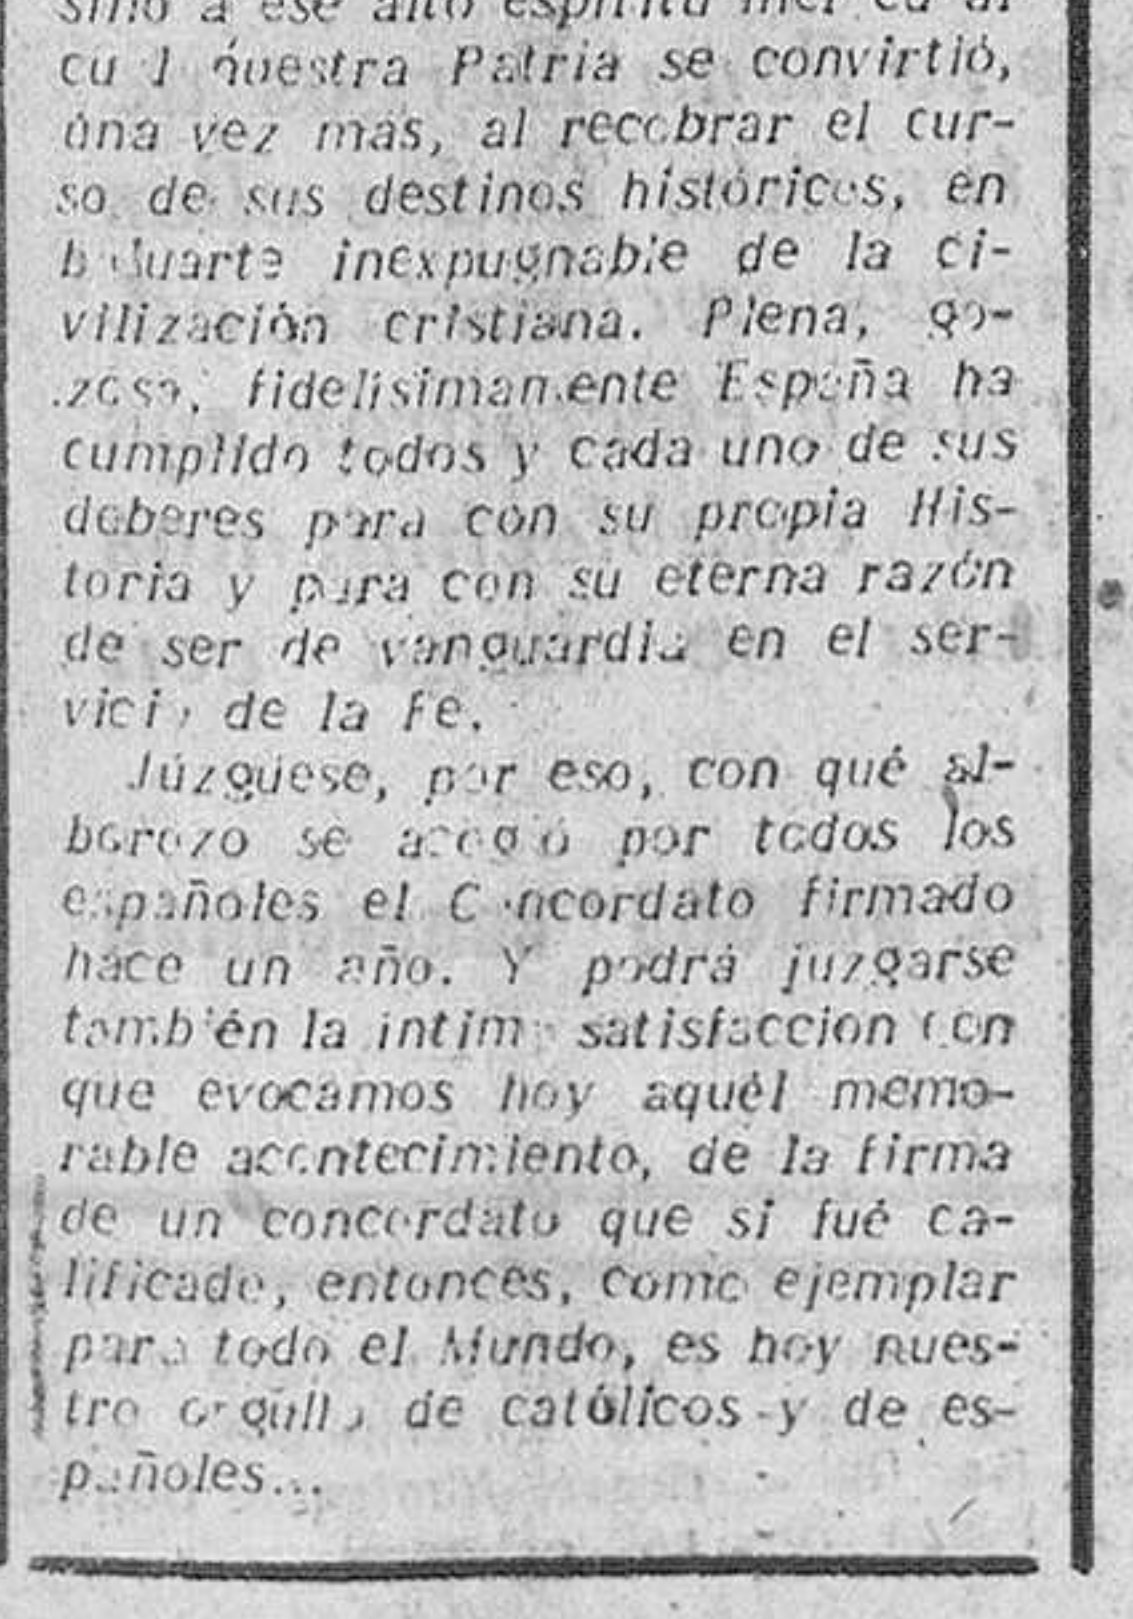 sino a ese alto espíritu
cual nuestra Patria se convirtió,
una vez más, al recobrar el cur-
so de sus destinos históricos, en
baluarte inexpugnable de la ci-
vilización cristiana. Plena, go-
zosa, fidelísimamente España ha
cumplido todos y cada uno de sus
deberes para con su propia His-
toria y para con su eterna razón
de ser de vanguardia en el ser-
vicio de la Fe.
Júzguese, por eso, con qué al-
borozo se acogió por todos los
españoles el Concordato firmado
hace un año. Y podrá juzgarse
también la intima satisfaccion con
que evocamos hoy aquél memo-
rable acontecimiento, de la firma
de un concordato que si fué ca-
lificado, entonces, como ejemplar
para todo el Mundo, es hoy nues-
tro orgullo de católicos y de es-
pañoles...